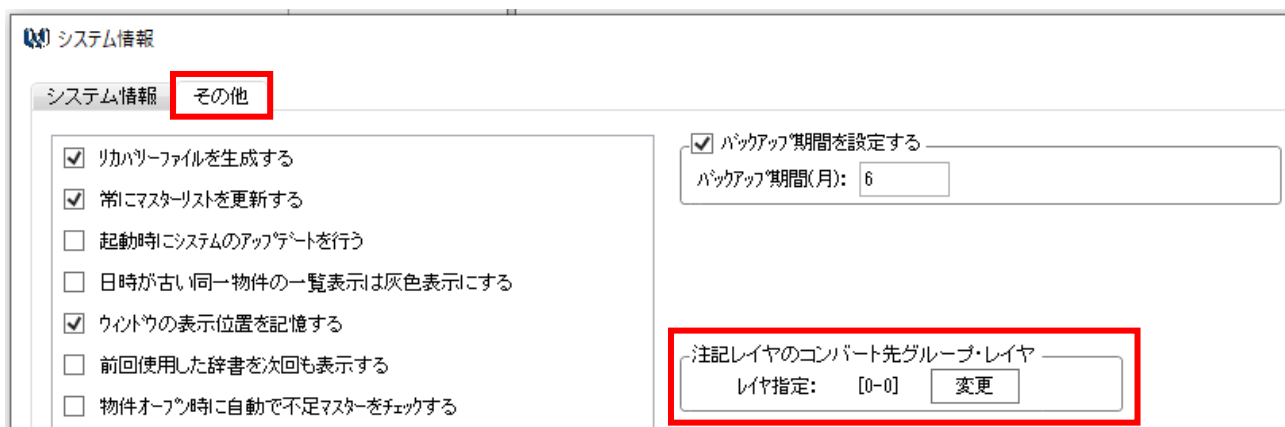 システム情報
システム情報 その他
リカバリーファイルを生成する
常にマスターリストを更新する
起動時にシステムのアップデートを行う
日時が古い同一物件の一覧表示は灰色表示にする
ウィンドウの表示位置を記憶する
前回使用した辞書を次回も表示する
物件オープン時に自動で不足マスターをチェックする
バックアップ期間を設定する
バックアップ期間(月): 6
注記レイヤのコンバート先グループ・レイヤ
レイヤ指定: [0-0] 変更